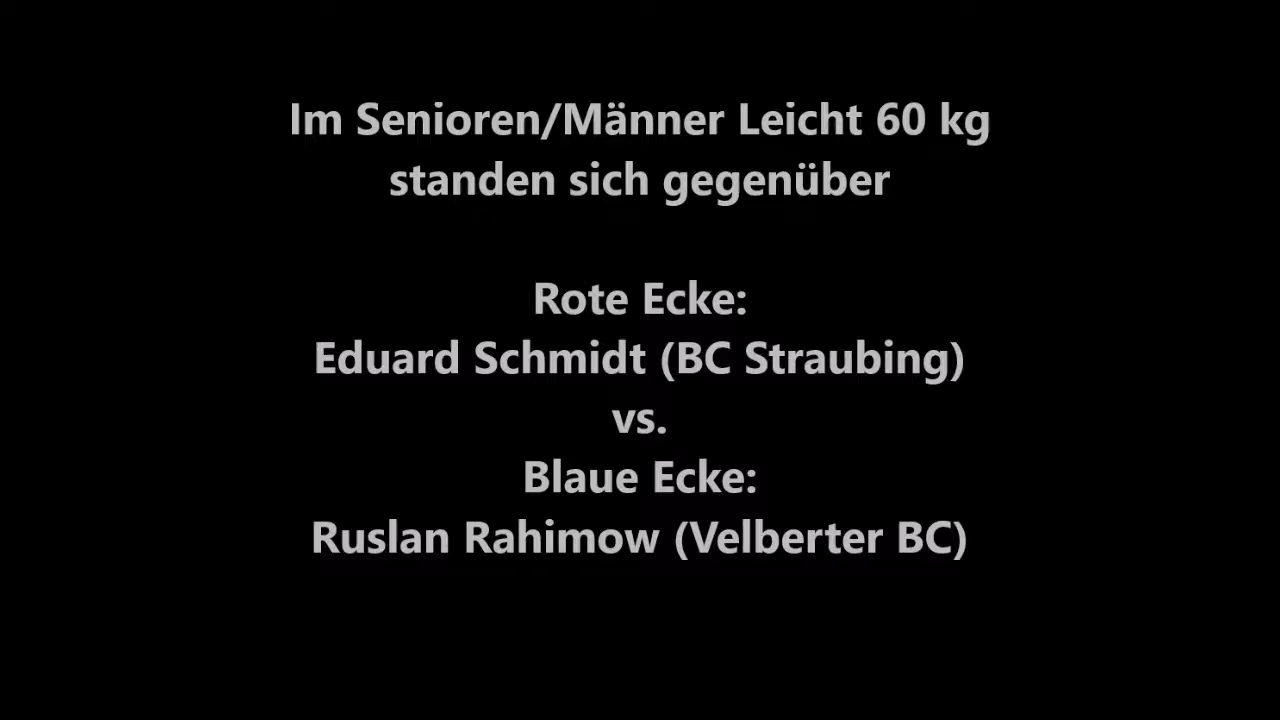 Im Senioren/Männer Leicht 60 kg
standen sich gegenüber
Rote Ecke:
Eduard Schmidt (BC Straubing)
vs.
Blaue Ecke:
Ruslan Rahimow (Velberter BC)